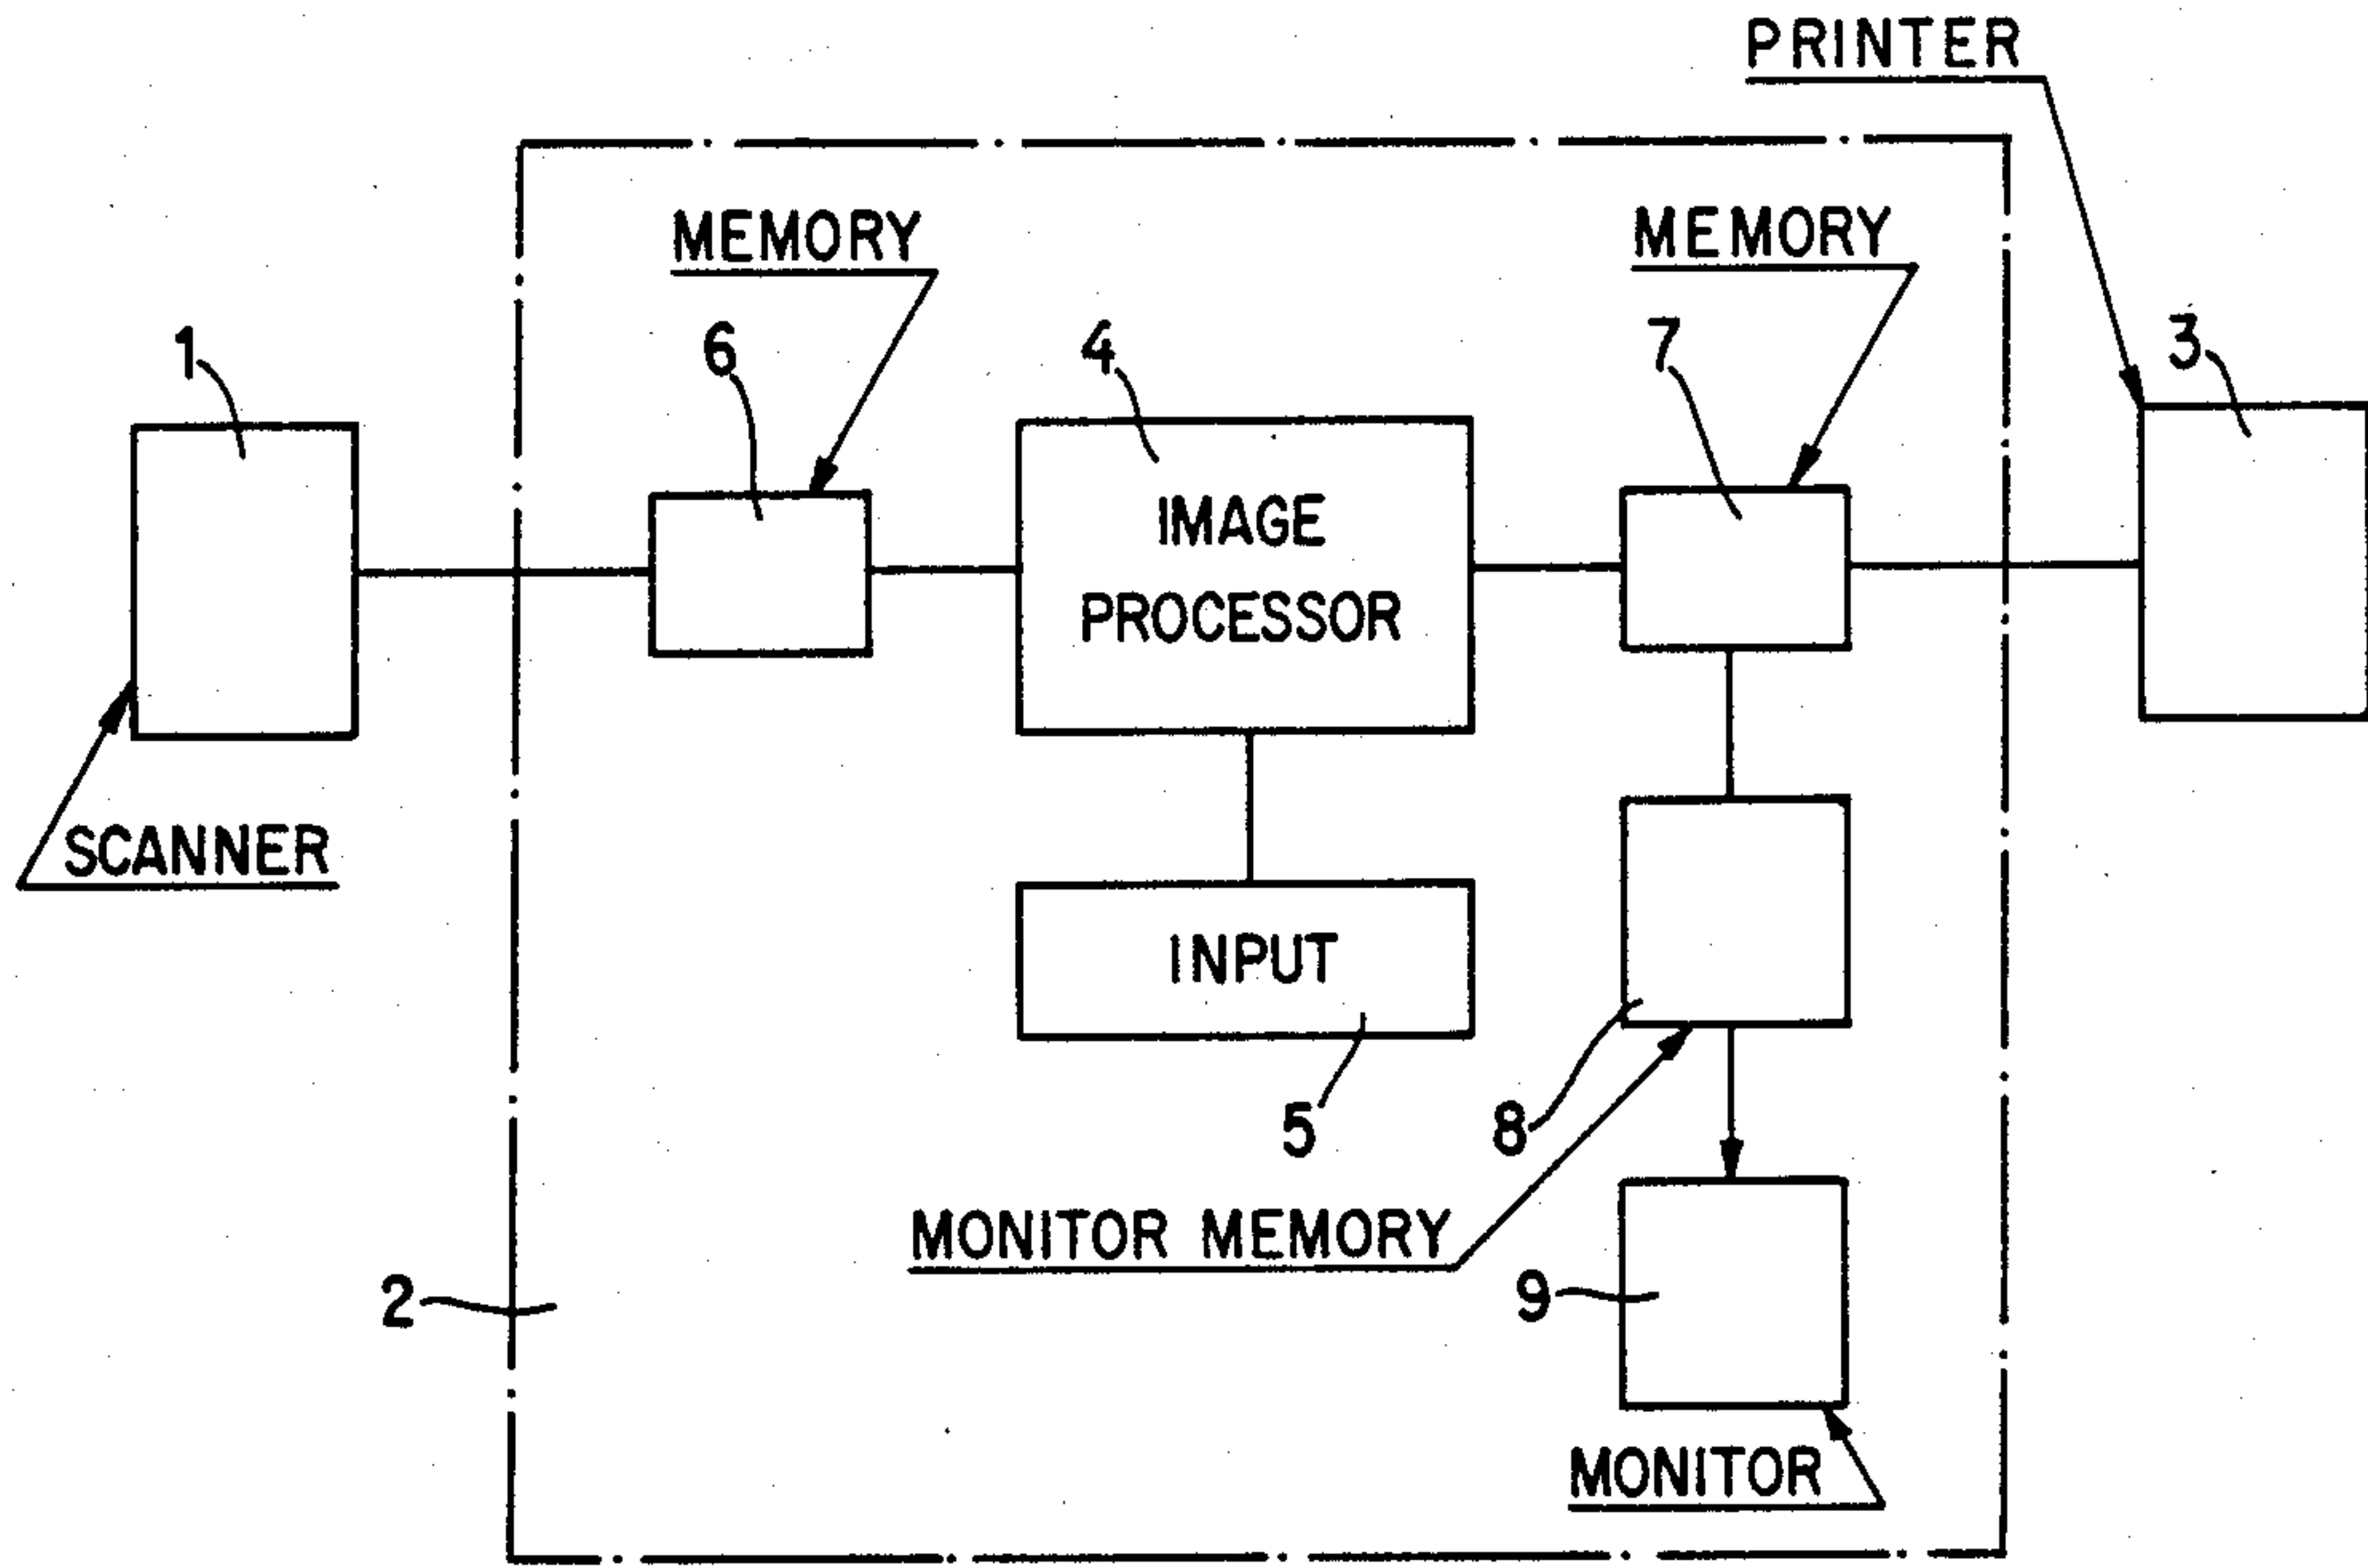 PRINTER
MEMORY
MEMORY
1
6
4
7
3
IMAGE
PROCESSOR
SCANNER
INPUT
5
8
MONITOR MEMORY
2
9
MONITOR